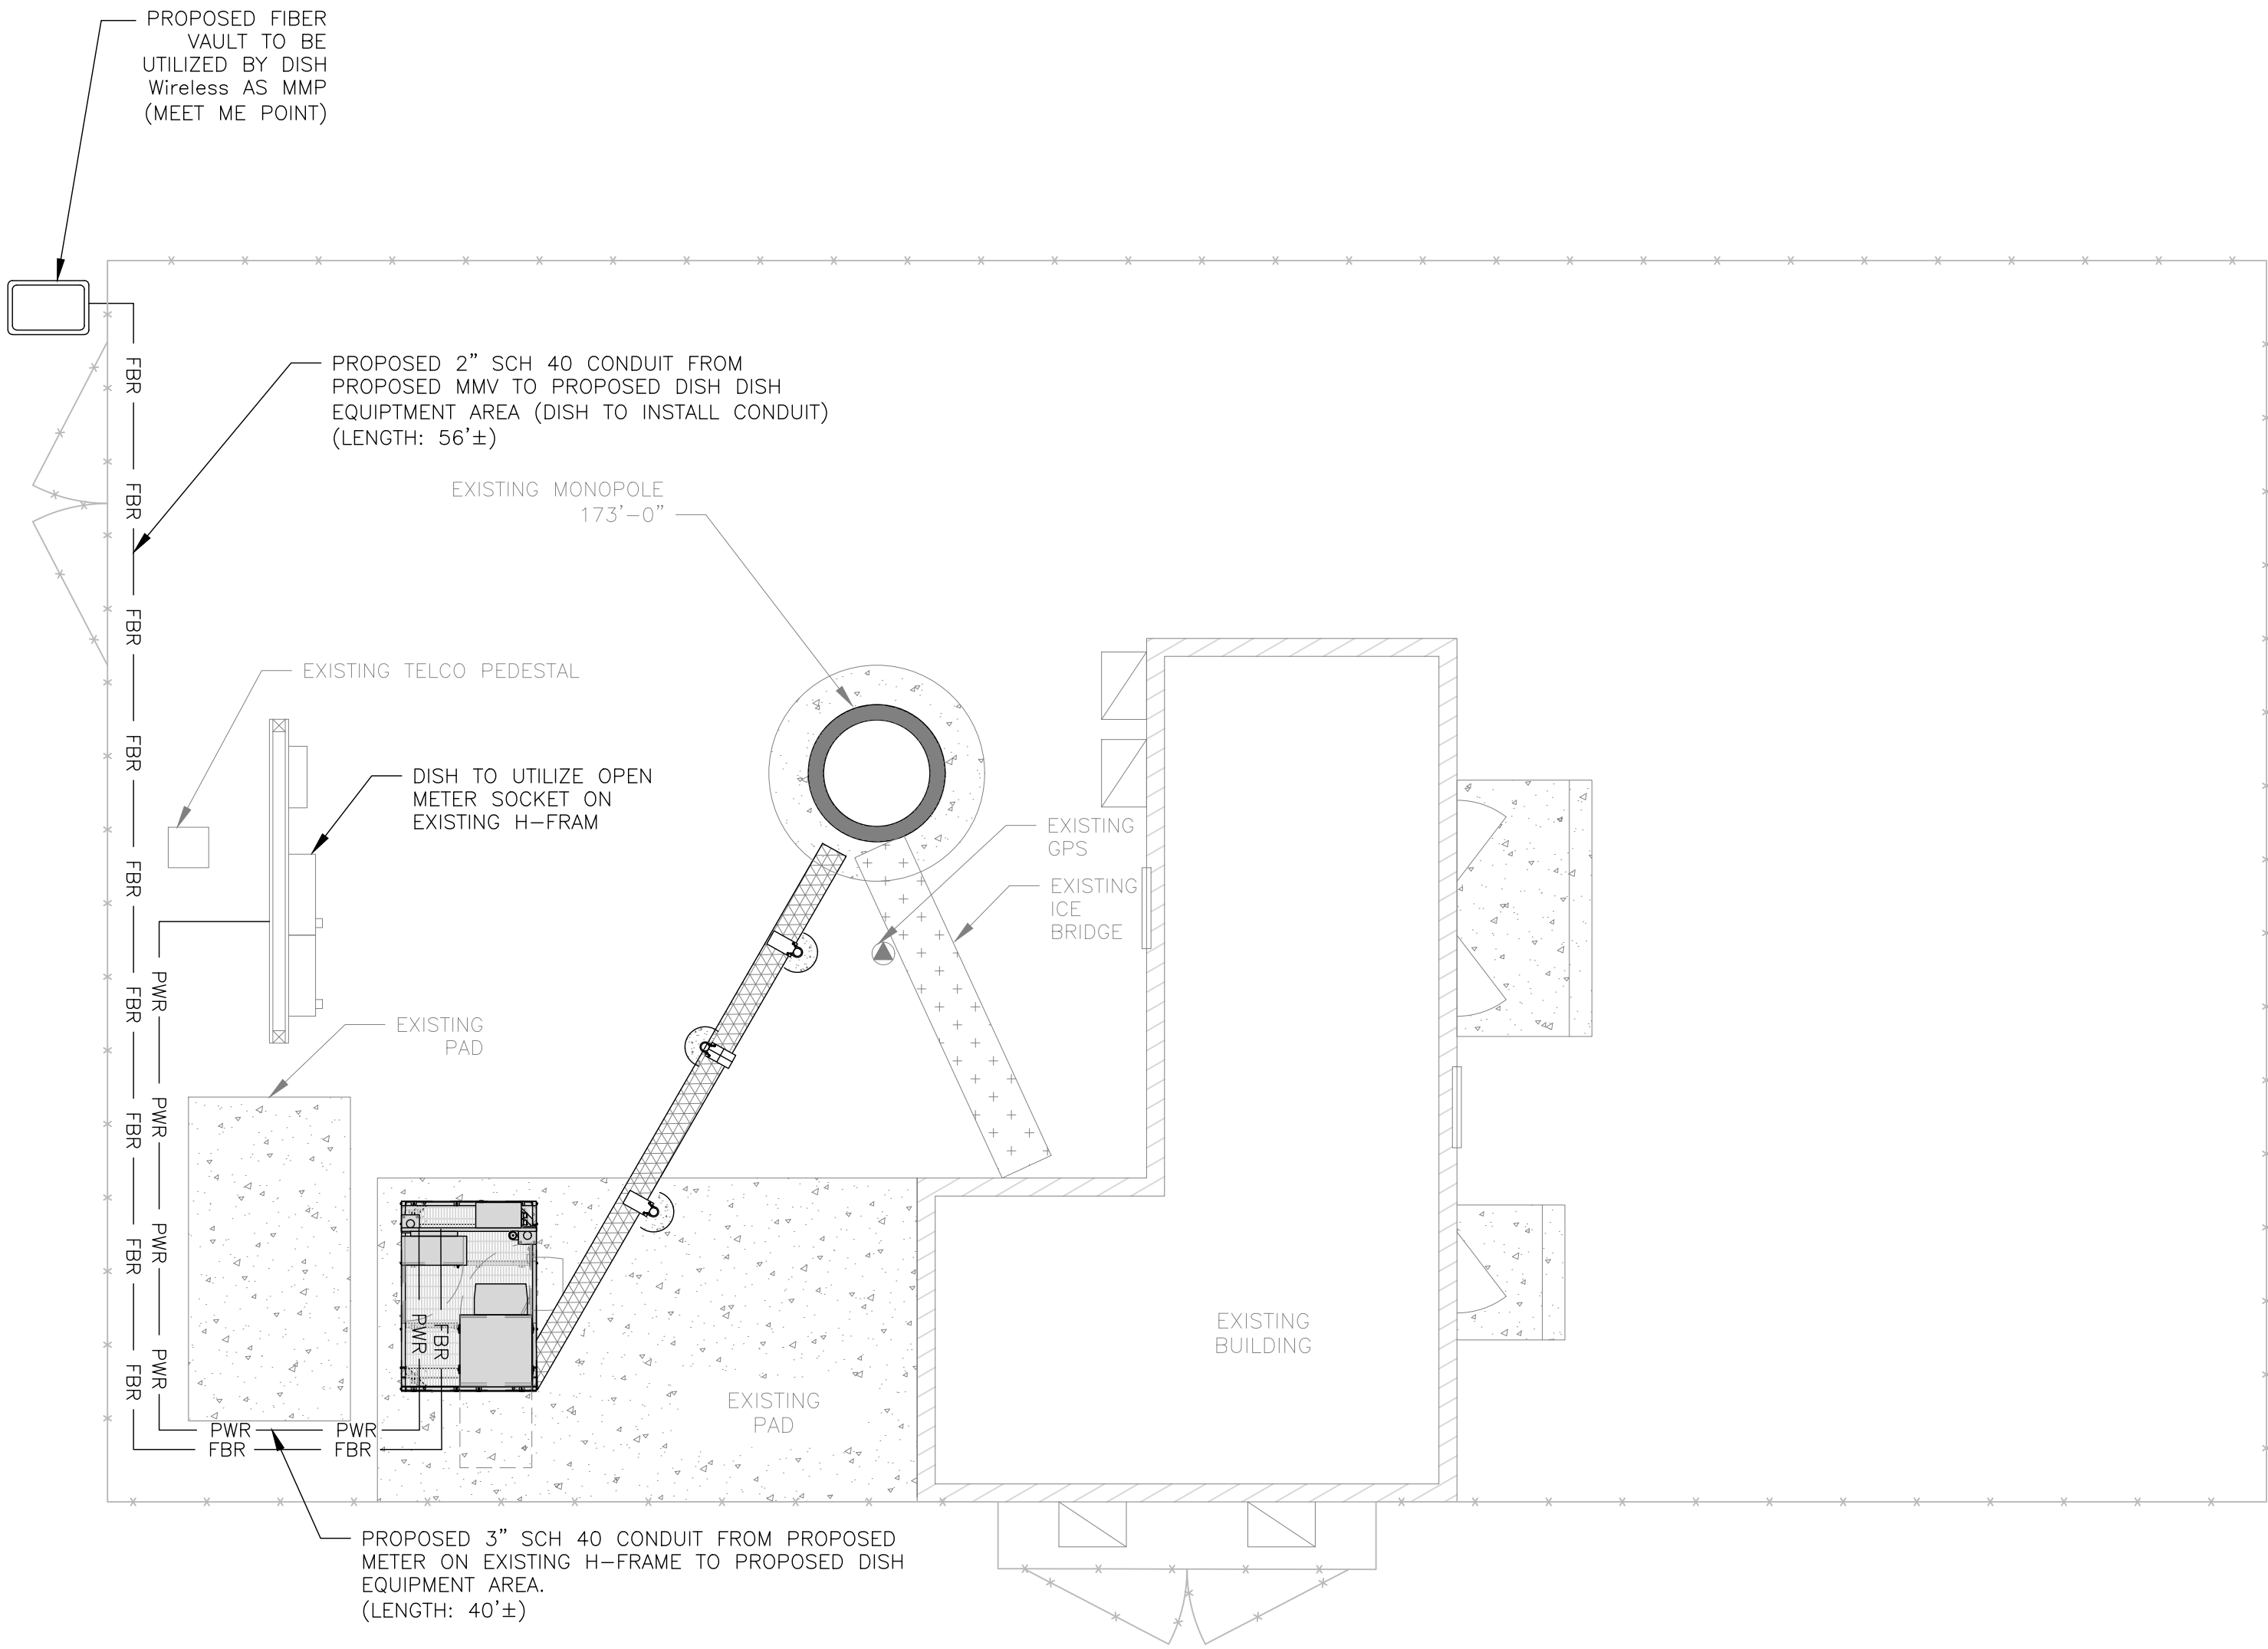 PROPOSED FIBER
VAULT TO BE
UTILIZED BY DISH
Wireless AS MMP
(MEET ME POINT)
FBR
PROPOSED 2" SCH 40 CONDUIT FROM
PROPOSED MMV TO PROPOSED DISH DISH
EQUIPTMENT AREA (DISH TO INSTALL CONDUIT)
(LENGTH: 56'±)
FBR
EXISTING MONOPOLE
173'-0"
FBR
EXISTING TELCO PEDESTAL
FBR
DISH TO UTILIZE OPEN
METER SOCKET ON
EXISTING H-FRAM
EXISTING
GPS
FBR
EXISTING
ICE
BRIDGE
PWR
FBR
EXISTING
PAD
PWR
FBR
PWR
FBR
PWR
FBR
PWR
FBR
EXISTING
BUILDING
EXISTING
PAD
PWR
PWR
FBR
FBR
PROPOSED 3" SCH 40 CONDUIT FROM PROPOSED
METER ON EXISTING H-FRAME TO PROPOSED DISH
EQUIPMENT AREA.
(LENGTH: 40'±)